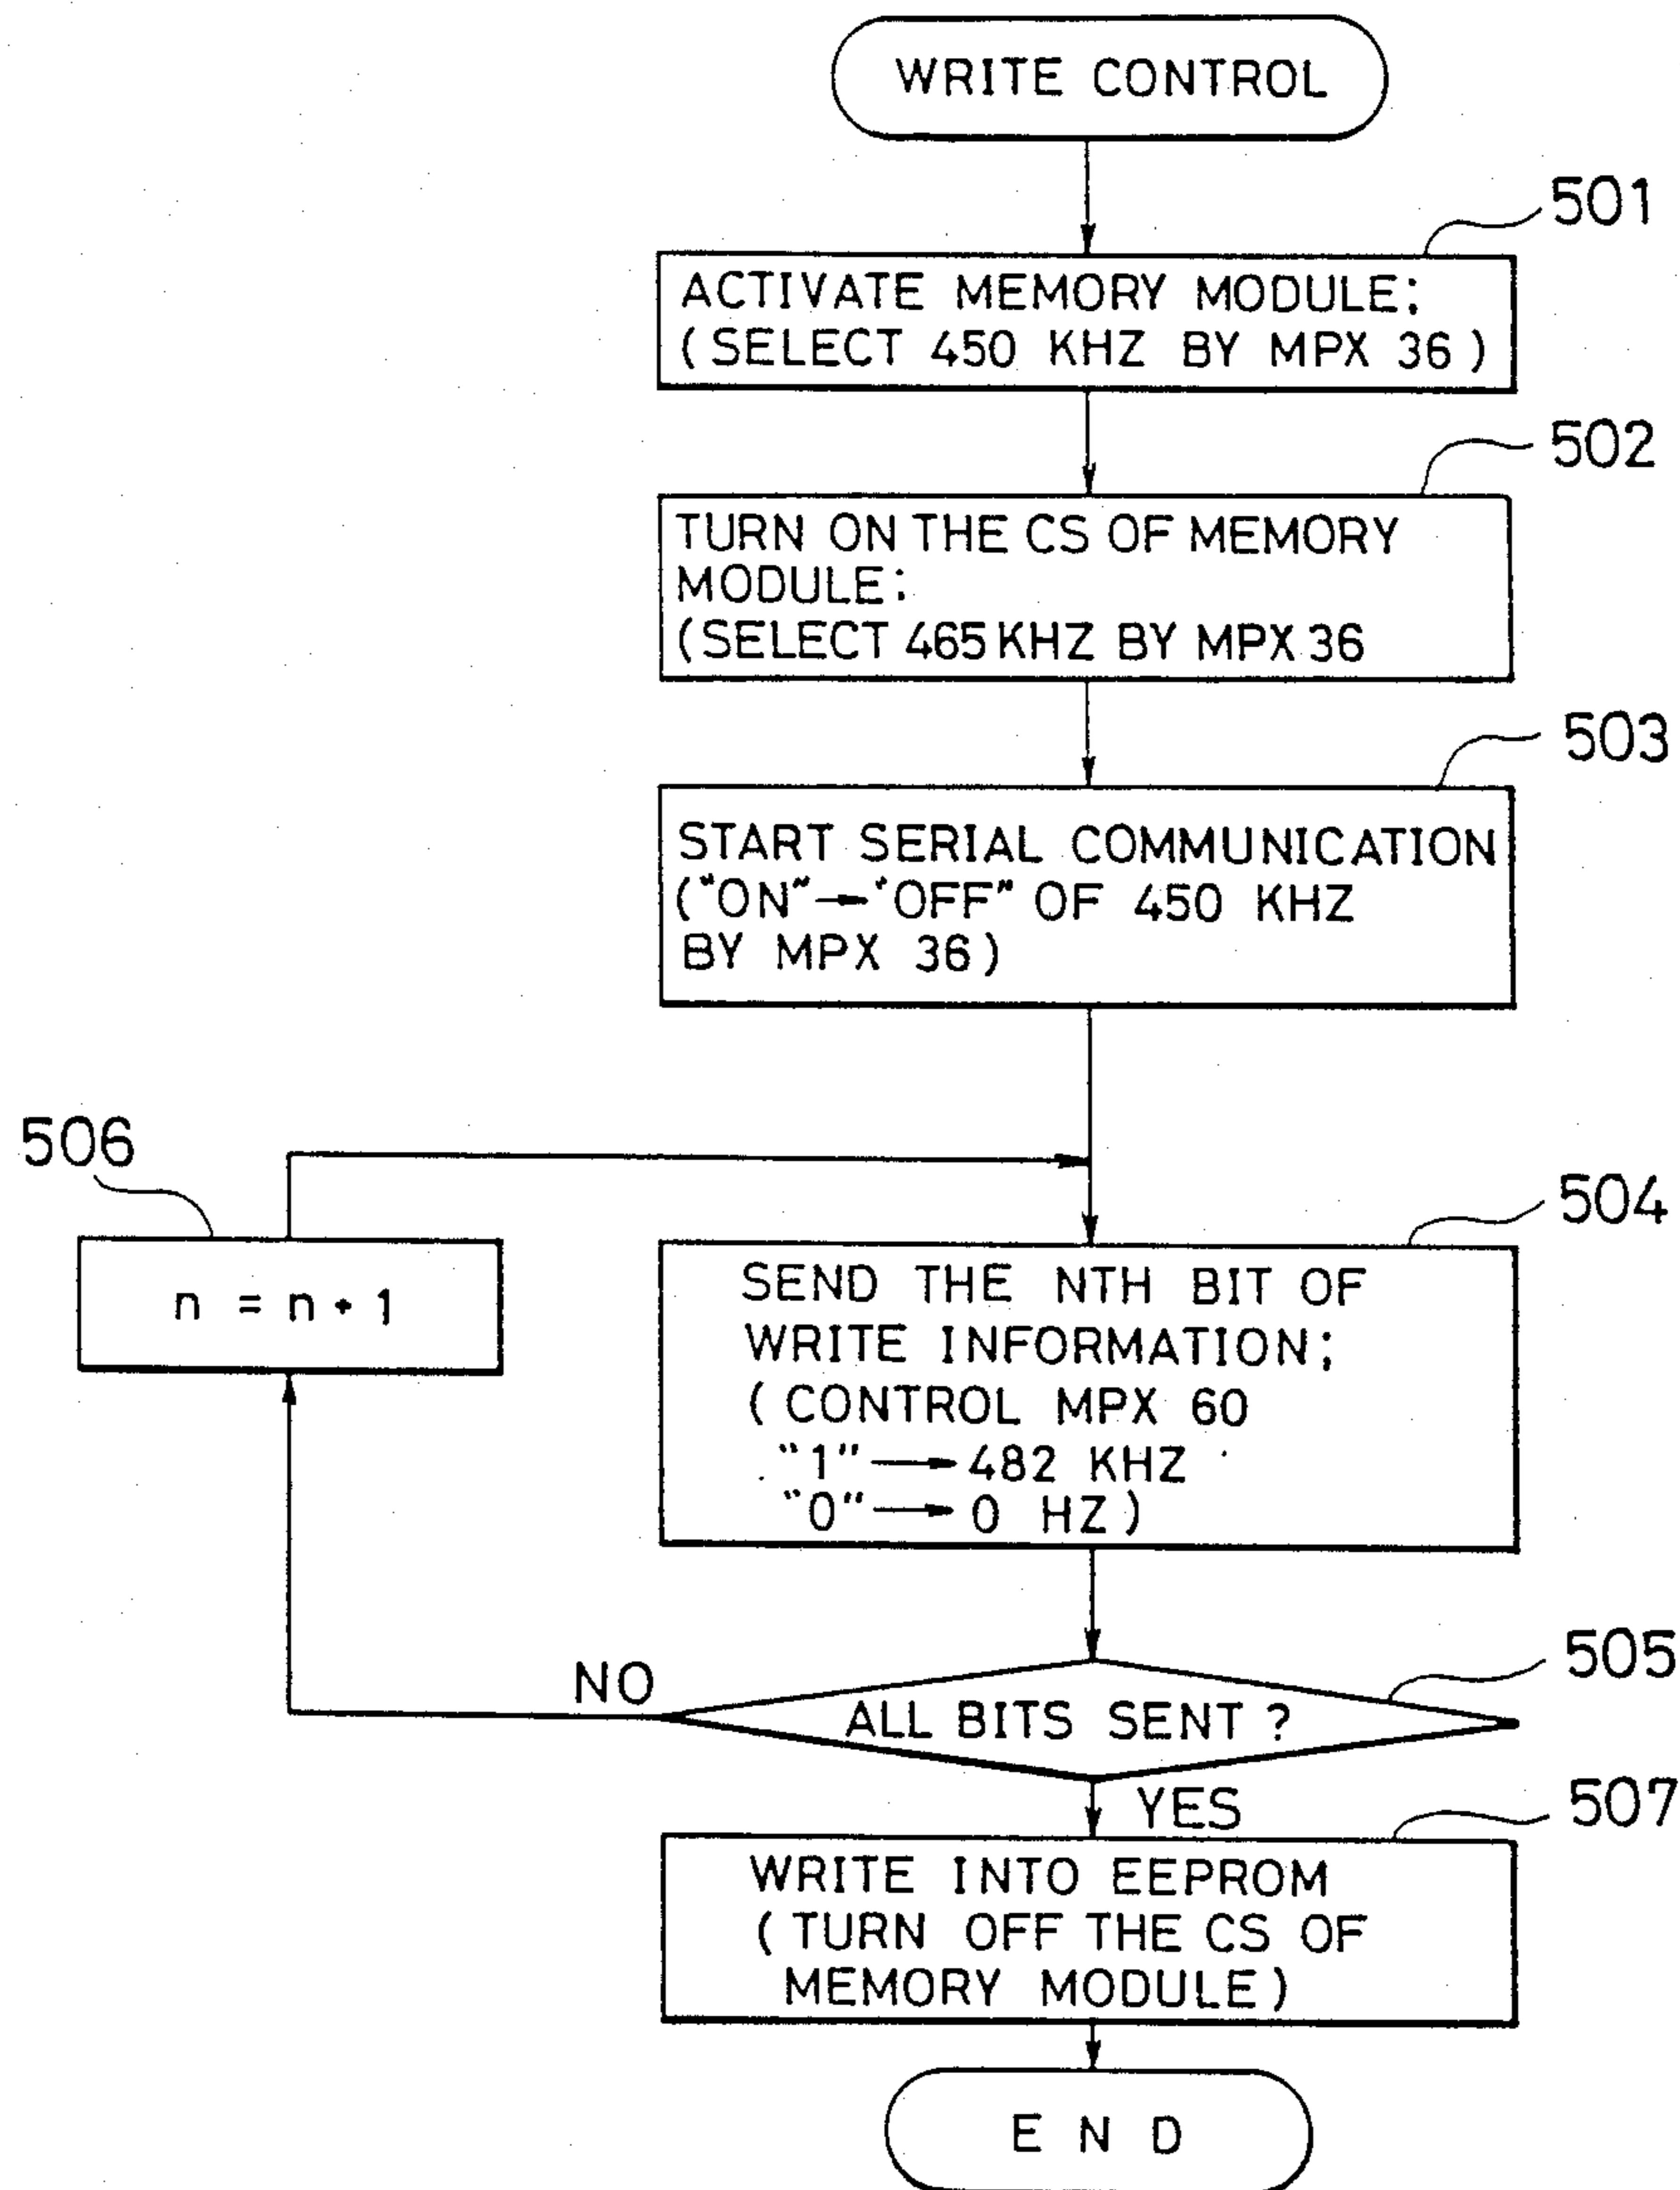 WRITE CONTROL
501
ACTIVATE MEMORY MODULE:
(SELECT 450 KHZ BY MPX 36)
502
TURN ON THE CS OF MEMORY
MODULE:
(SELECT 465 KHZ BY MPX 36
503
START SERIAL COMMUNICATION
("ON"→"OFF" OF 450 KHZ
BY MPX 36)
506
n = n + 1
504
SEND THE NTH BIT OF
WRITE INFORMATION;
(CONTROL MPX 60
"1"→482 KHZ
"0"→0 HZ)
505
NO
ALL BITS SENT?
YES
507
WRITE INTO EEPROM
(TURN OFF THE CS OF
MEMORY MODULE)
END